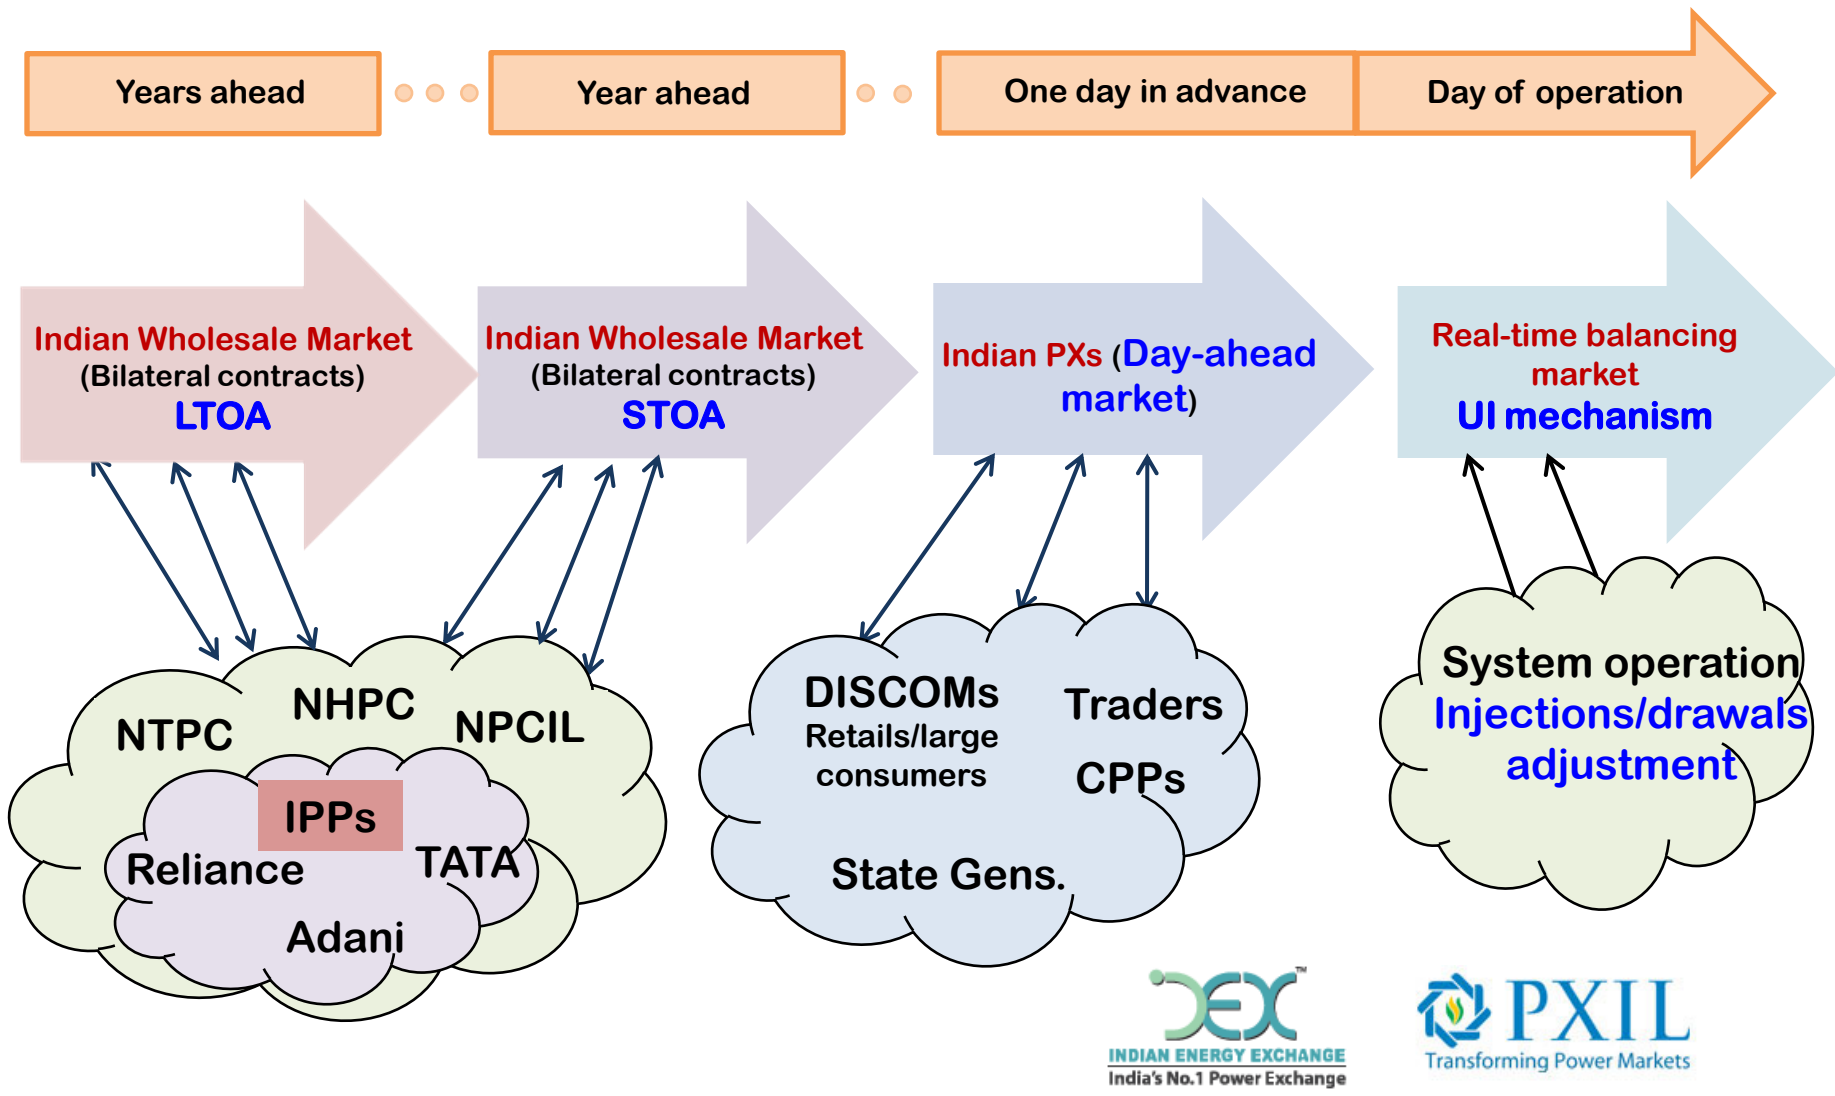 Years ahead
Year ahead
One day in advance
Day of operation
Indian Wholesale Market
(Bilateral contracts)
LTOA
Indian Wholesale Market
(Bilateral contracts)
STOA
Indian PXs (Day-ahead
market)
Real-time balancing
market
UI mechanism
NTPC
NHPC
NPCIL
IPPs
Reliance
TATA
Adani
DISCOMs
Retails/large
consumers
Traders
CPPs
State Gens.
System operation
Injections/drawals
adjustment
IEX™
INDIAN ENERGY EXCHANGE
India's No.1 Power Exchange
PXIL
Transforming Power Markets